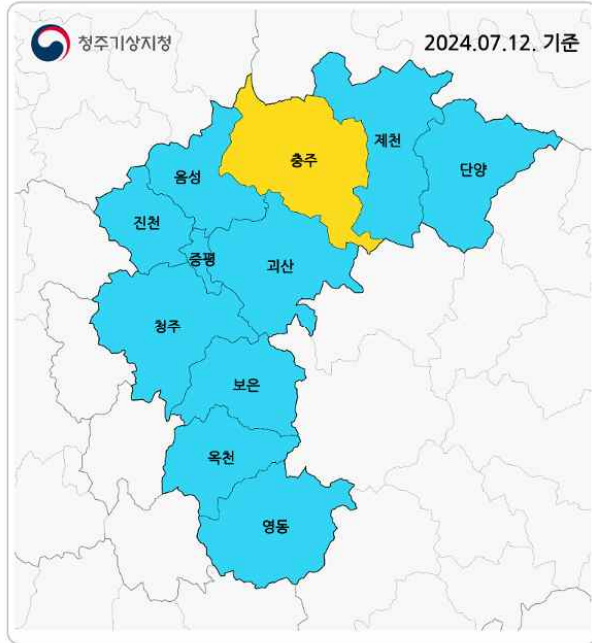 청주기상지청
2024.07.12. 기준
충주
제천
단양
음성
진천
증평
괴산
청주
보은
옥천
영동